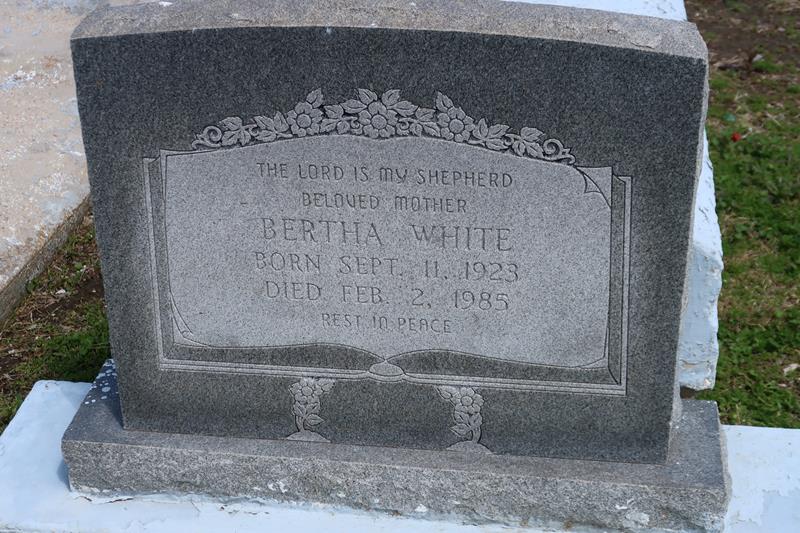 THE LORD IS MY SHEPHERD
BELOVED MOTHER
BERTHA WHITE
BORN SEPT. 11, 1923
DIED FEB. 2, 1985
REST IN PEACE